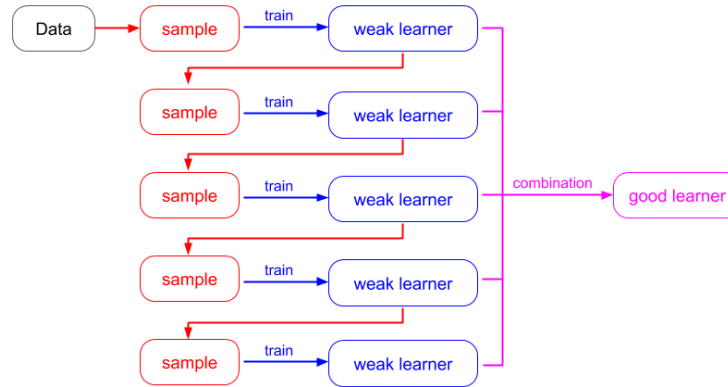 Data
sample
train
weak learner
sample
train
weak learner
sample
train
weak learner
combination
good learner
sample
train
weak learner
sample
train
weak learner